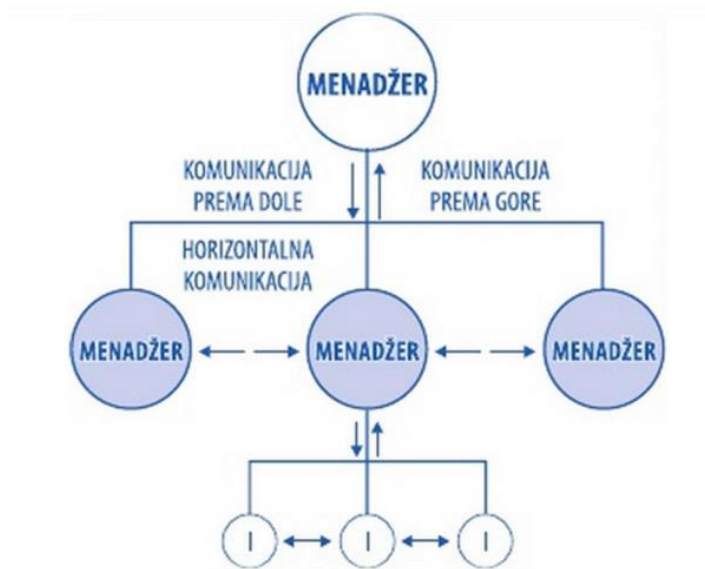 MENADŽER
KOMUNIKACIJA
PREMA DOLE
KOMUNIKACIJA
PREMA GORE
HORIZONTALNA
KOMUNIKACIJA
MENADŽER
MENADŽER
MENADŽER
I
I
I